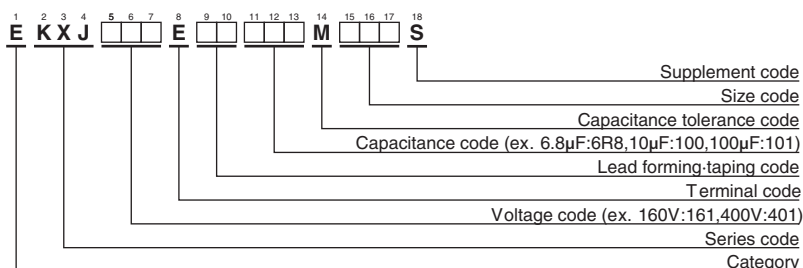 1 2 3 4 5 6 7 8 9 10 11 12 13 14 15 16 17 18
E KXJ E M S
Supplement code
Size code
Capacitance tolerance code
Capacitance code (ex. 6.8µF:6R8,10µF:100,100µF:101)
Lead forming·taping code
Terminal code
Voltage code (ex. 160V:161,400V:401)
Series code
Category